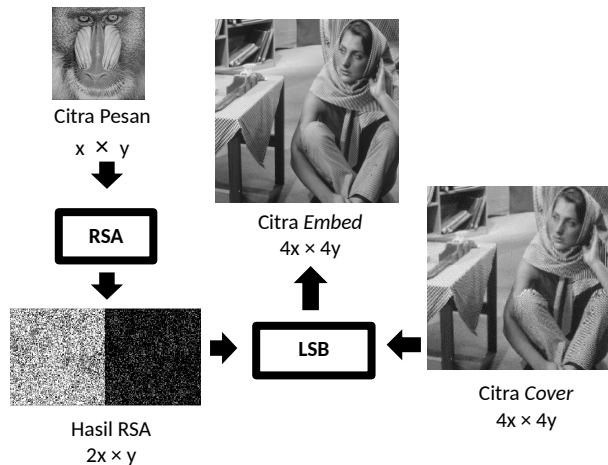 Citra Pesan
x × y
RSA
Hasil RSA
2x × y
LSB
Citra Embed
4x × 4y
Citra Cover
4x × 4y